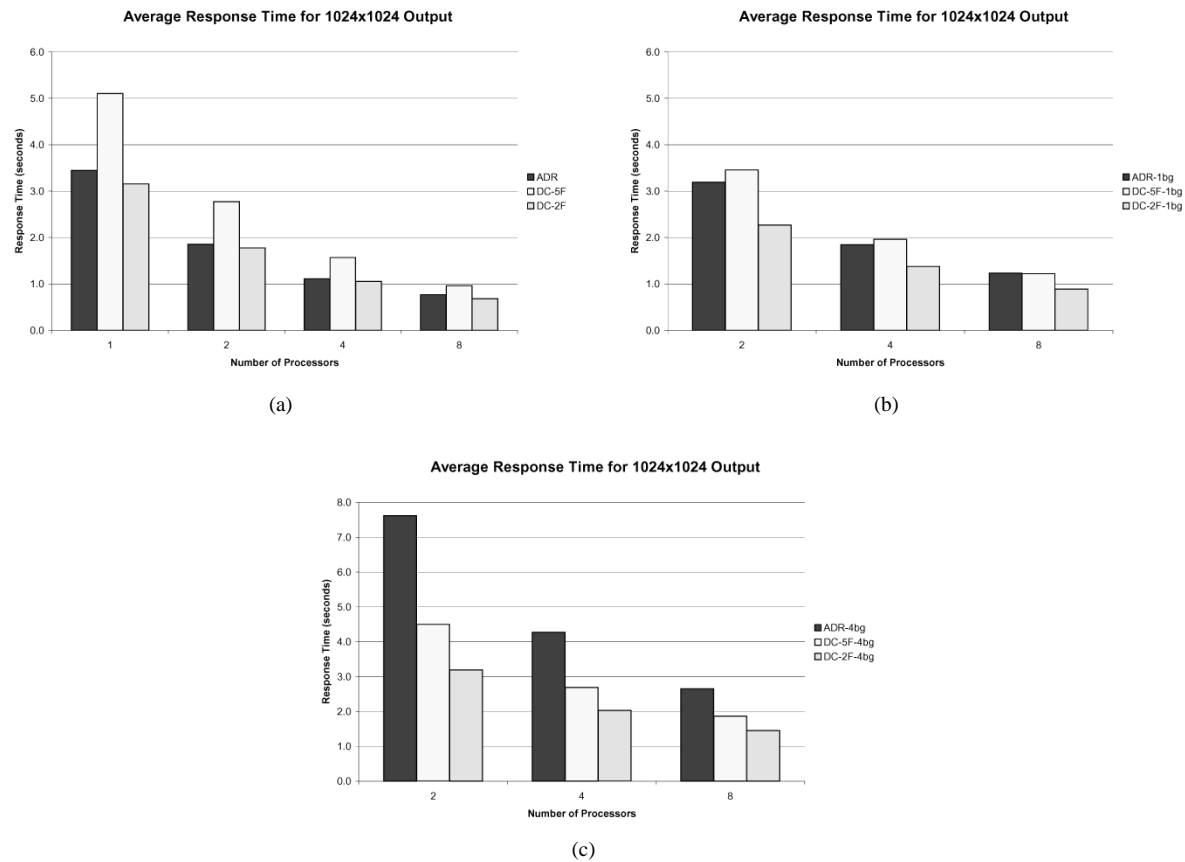 Average Response Time for 1024x1024 Output
6.0
5.0
4.0
3.0
2.0
1.0
0.0
Response Time (seconds)
1 2 4 8
Number of Processors
ADR
DC-5F
DC-2F
(a)
Average Response Time for 1024x1024 Output
6.0
5.0
4.0
3.0
2.0
1.0
0.0
Response Time (seconds)
2 4 8
Number of Processors
ADR-1bg
DC-5F-1bg
DC-2F-1bg
(b)
Average Response Time for 1024x1024 Output
8.0
7.0
6.0
5.0
4.0
3.0
2.0
1.0
0.0
Response Time (seconds)
2 4 8
Number of Processors
ADR-4bg
DC-5F-4bg
DC-2F-4bg
(c)